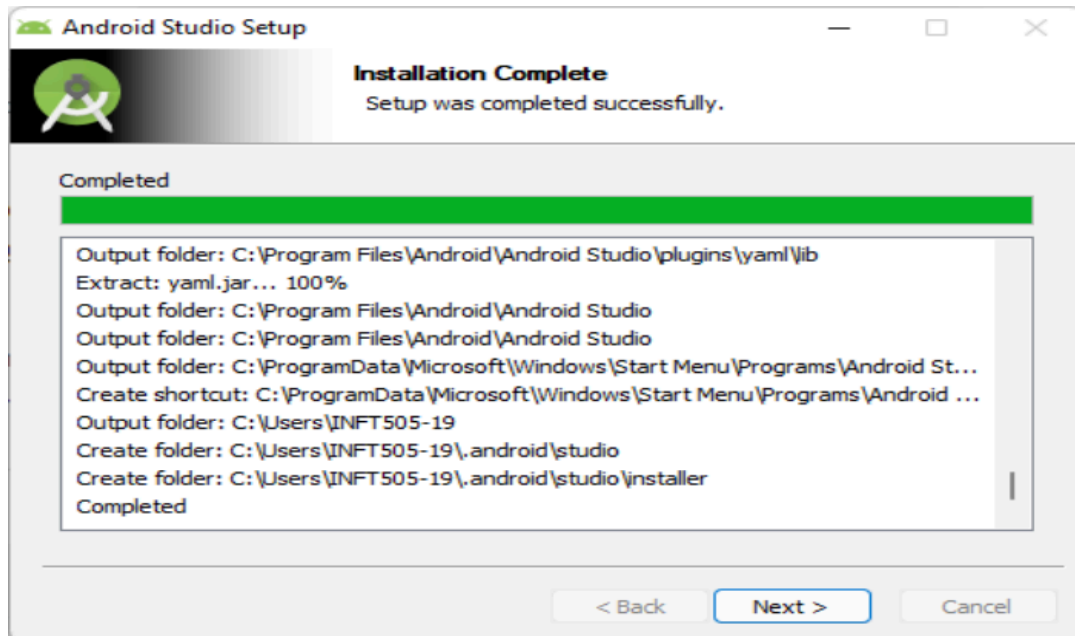 Android Studio Setup
Installation Complete
Setup was completed successfully.
Completed
Output folder: C:\Program Files\Android\Android Studio\plugins\yaml\lib
Extract: yaml.jar... 100%
Output folder: C:\Program Files\Android\Android Studio
Output folder: C:\Program Files\Android\Android Studio
Output folder: C:\ProgramData\Microsoft\Windows\Start Menu\Programs\Android St...
Create shortcut: C:\ProgramData\Microsoft\Windows\Start Menu\Programs\Android ...
Output folder: C:\Users\INFT505-19
Create folder: C:\Users\INFT505-19\.android\studio
Create folder: C:\Users\INFT505-19\.android\studio\installer
Completed
< Back Next > Cancel